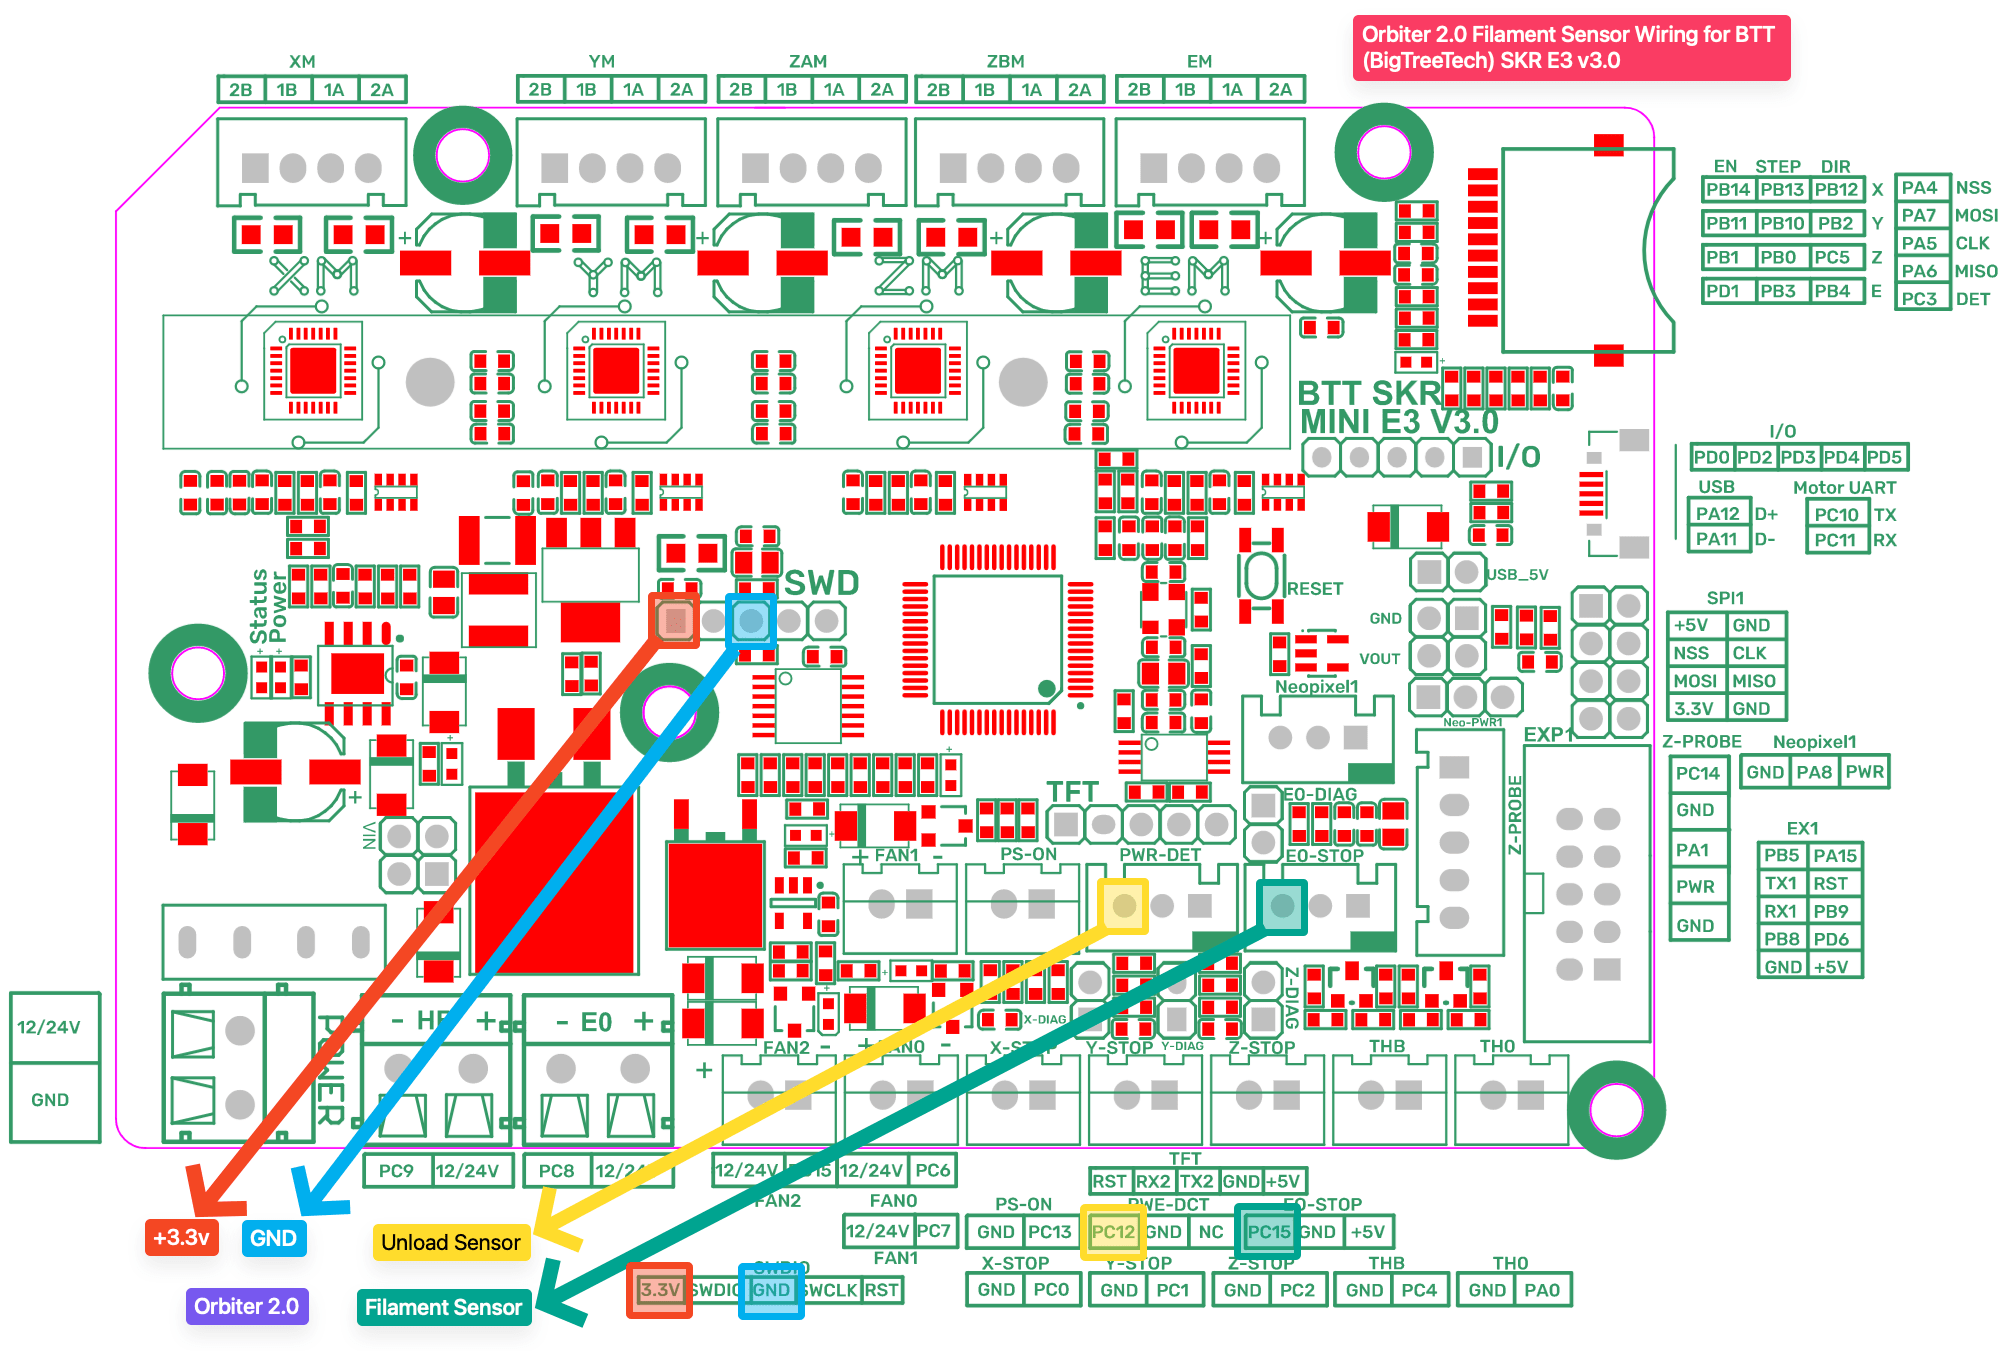 Orbiter 2.0 Filament Sensor Wiring for BTT
(BigTreeTech) SKR E3 v3.0
XM YM ZAM ZBM EM
2B 1B 1A 2A 2B 1B 1A 2A 2B 1B 1A 2A 2B 1B 1A 2A 2B 1B 1A 2A
EN STEP DIR
PB14 PB13 PB12 X
PB11 PB10 PB2 Y
PB1 PB0 PC5 Z
PD1 PB3 PB4 E
PA4 NSS
PA7 MOSI
PA5 CLK
PA6 MISO
PC3 DET
XM YM ZM EM
BTT SKR
MINI E3 V3.0
I/O
I/O
PD0 PD2 PD3 PD4 PD5
USB
PA12 D+
PA11 D-
Motor UART
PC10 TX
PC11 RX
Status
Power
SWD
RESET
USB_5V
GND
VOUT
Neopixel1
Neo-PWR1
SPI1
+5V GND
NSS CLK
MOSI MISO
3.3V GND
EXP1
Z-PROBE
Z-PROBE
PC14
GND
PA1
PWR
GND
Neopixel1
GND PA8 PWR
EX1
PB5 PA15
TX1 RST
RX1 PB9
PB8 PD6
GND +5V
VIN
TFT
E0-DIAG
+ FAN1 -
PS-ON
PWR-DET
E0-STOP
12/24V
GND
POWER
- HB +
- E0 +
X-DIAG
Y-DIAG
Z-DIAG
FAN2 -
+ FAN0 -
X-STOP
Y-STOP
Z-STOP
THB
TH0
+
PC9 12/24V
PC8 12/24V
12/24V PC6
FAN2 FAN0
12/24V PC7
FAN1
TFT
RST RX2 TX2 GND +5V
PS-ON PWE-DCT E0-STOP
GND PC13 PC12 GND NC PC15 GND +5V
X-STOP Y-STOP Z-STOP THB TH0
GND PC0 GND PC1 GND PC2 GND PC4 GND PA0
SWDIO
3.3V SWDIO GND SWCLK RST
+3.3v
GND
Unload Sensor
Orbiter 2.0
Filament Sensor